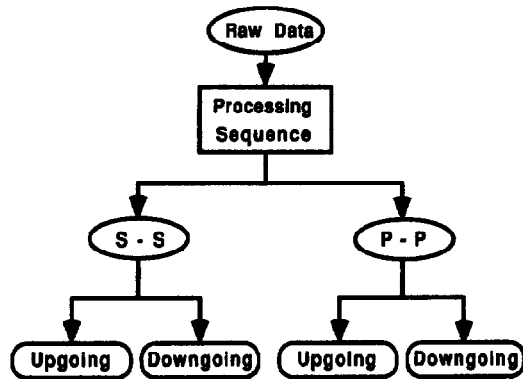 Raw Data
Processing
Sequence
S - S
P - P
Upgoing
Downgoing
Upgoing
Downgoing